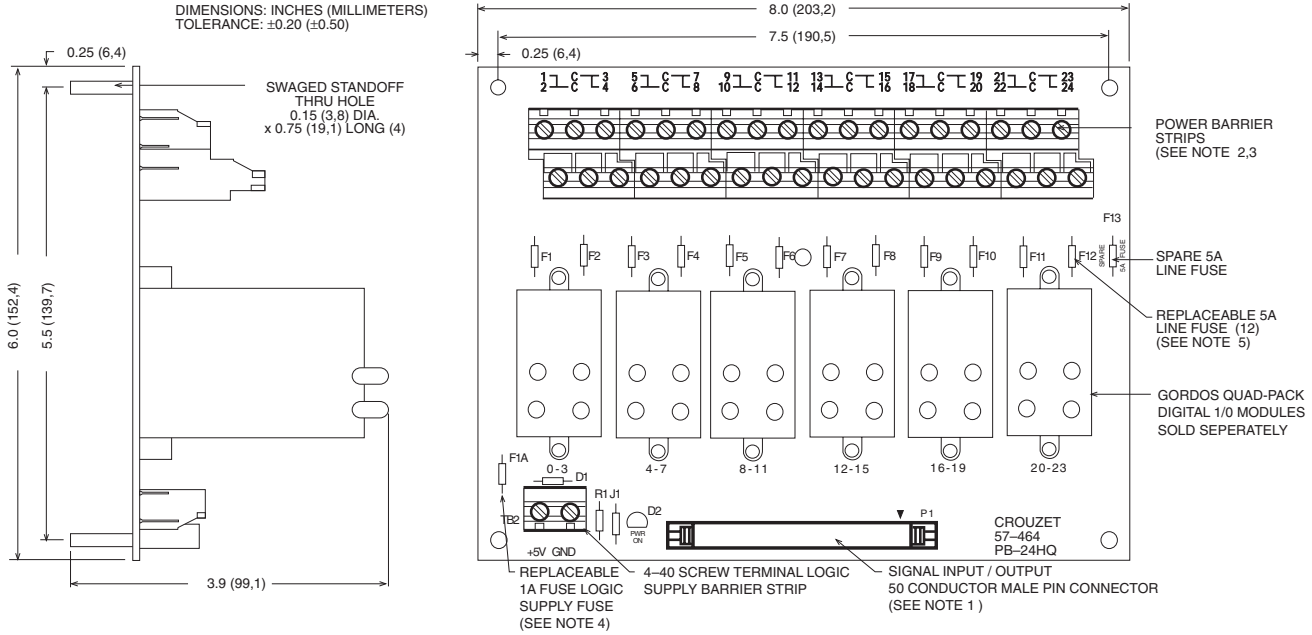 DIMENSIONS: INCHES (MILLIMETERS)
TOLERANCE: ±0.20 (±0.50)
8.0 (203,2)
7.5 (190,5)
0.25 (6,4)
0.25 (6,4)
SWAGED STANDOFF
THRU HOLE
0.15 (3,8) DIA.
x 0.75 (19,1) LONG (4)
6.0 (152,4)
5.5 (139,7)
3.9 (99,1)
1 C 3 5 C 7 9 C 11 13 C 15 17 C 19 21 C 23
2 C 4 6 C 8 10 C 12 14 C 16 18 C 20 22 C 24
POWER BARRIER
STRIPS
(SEE NOTE 2,3
F13
F1 F2 F3 F4 F5 F6 F7 F8 F9 F10 F11 F12
SPARE
5A FUSE
SPARE 5A
LINE FUSE
REPLACEABLE 5A
LINE FUSE (12)
(SEE NOTE 5)
GORDOS QUAD-PACK
DIGITAL 1/0 MODULES
SOLD SEPERATELY
0-3 4-7 8-11 12-15 16-19 20-23
F1A
D1
R1 J1
D2
TB2
PWR
ON
P1
+5V GND
CROUZET
57–464
PB–24HQ
REPLACEABLE
1A FUSE LOGIC
SUPPLY FUSE
(SEE NOTE 4)
4–40 SCREW TERMINAL LOGIC
SUPPLY BARRIER STRIP
SIGNAL INPUT / OUTPUT
50 CONDUCTOR MALE PIN CONNECTOR
(SEE NOTE 1 )